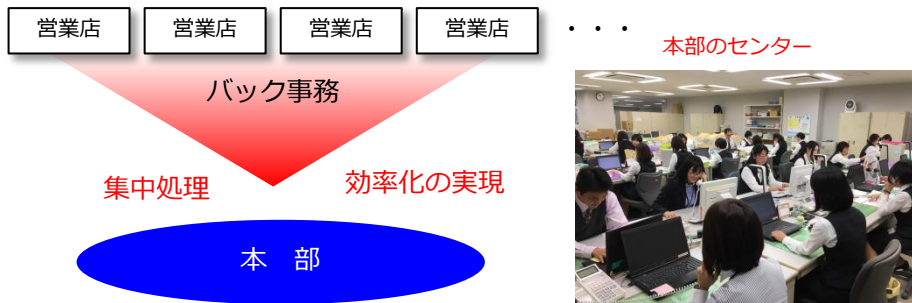 営業店 営業店 営業店 営業店 ・・・
本部のセンター
バック事務
集中処理 効率化の実現
本 部